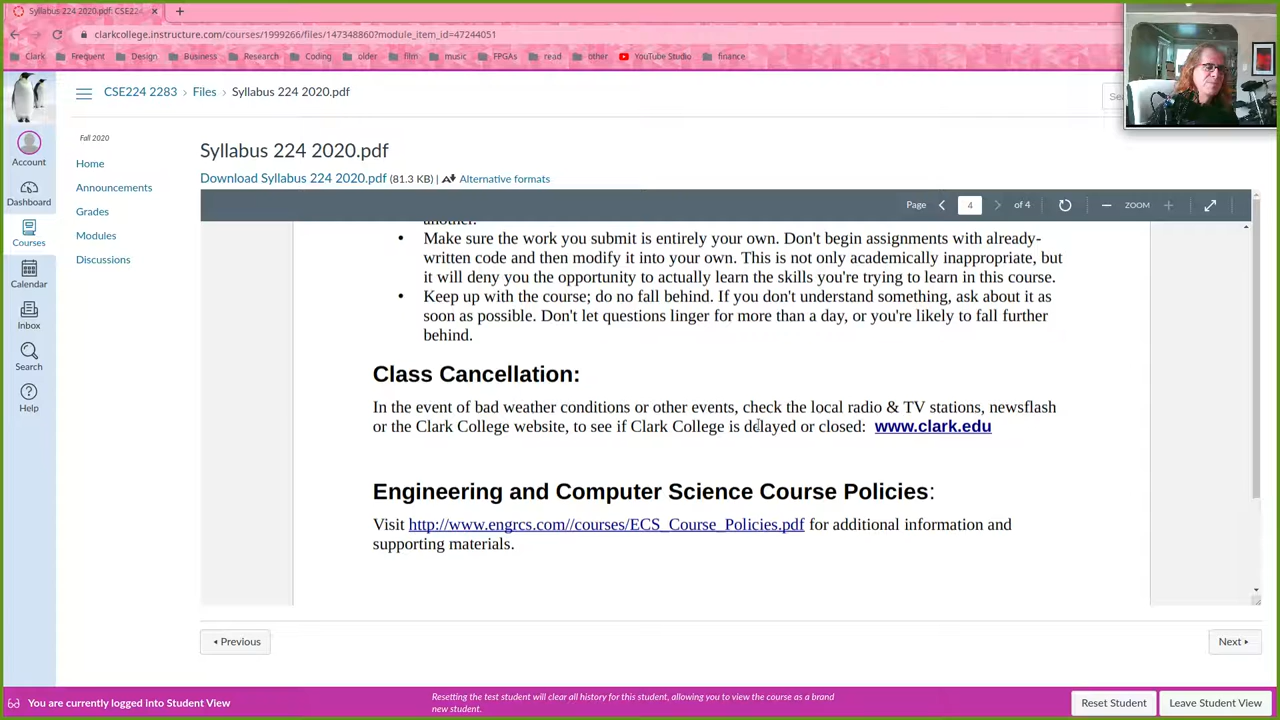 Syllabus 224 2020.pdf: CSE224
clarkcollege.instructure.com/courses/1999266/files/147348860?module_item_id=47244051
Clark Frequent Design Business Research Coding older film music FPGAs read other YouTube Studio finance
CSE224 2283 › Files › Syllabus 224 2020.pdf
Fall 2020
Home
Announcements
Grades
Modules
Discussions
Account
Dashboard
Courses
Calendar
Inbox
Search
Help
Syllabus 224 2020.pdf
Download Syllabus 224 2020.pdf (81.3 KB) | Alternative formats
Page 4 of 4 ZOOM
another.
• Make sure the work you submit is entirely your own. Don't begin assignments with already-
written code and then modify it into your own. This is not only academically inappropriate, but
it will deny you the opportunity to actually learn the skills you're trying to learn in this course.
• Keep up with the course; do no fall behind. If you don't understand something, ask about it as
soon as possible. Don't let questions linger for more than a day, or you're likely to fall further
behind.
Class Cancellation:
In the event of bad weather conditions or other events, check the local radio & TV stations, newsflash
or the Clark College website, to see if Clark College is delayed or closed: www.clark.edu
Engineering and Computer Science Course Policies:
Visit http://www.engrcs.com//courses/ECS_Course_Policies.pdf for additional information and
supporting materials.
Previous
Next
You are currently logged into Student View
Resetting the test student will clear all history for this student, allowing you to view the course as a brand
new student.
Reset Student
Leave Student View